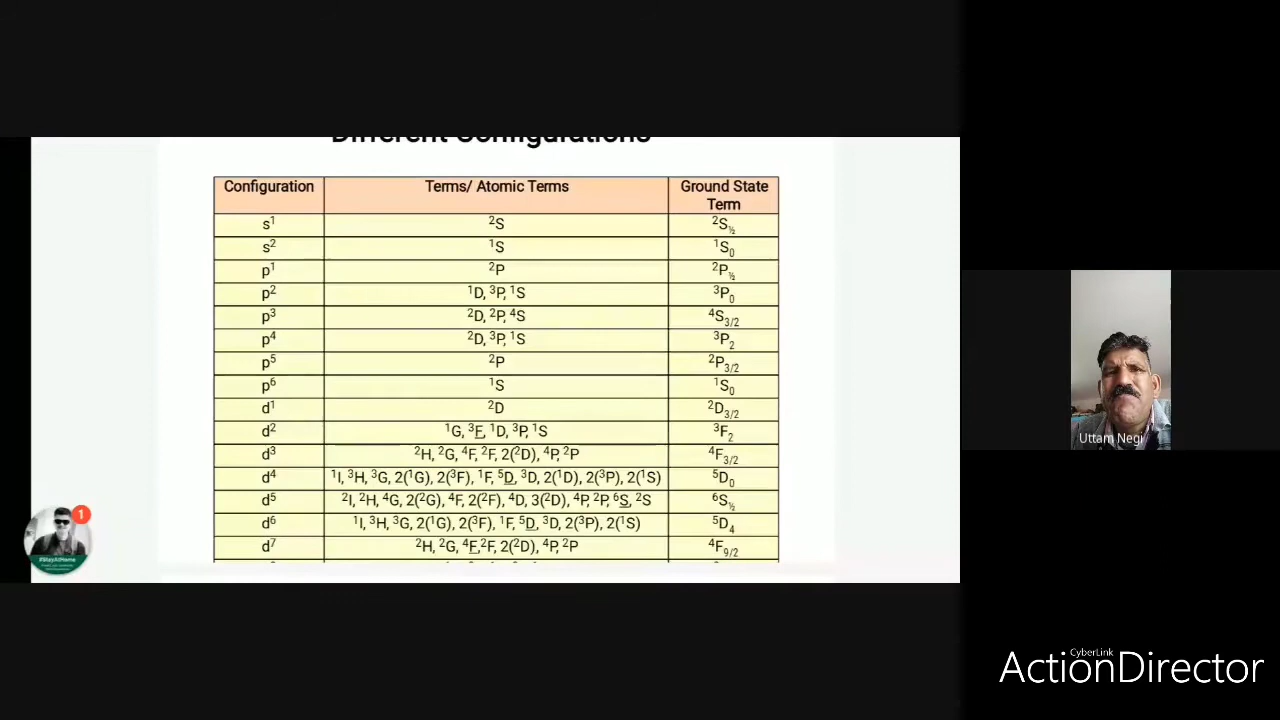 Different Configurations
Configuration Terms/ Atomic Terms Ground State Term
s¹ ²S ²S½
s² ¹S ¹S₀
p¹ ²P ²P½
p² ¹D, ³P, ¹S ³P₀
p³ ²D, ²P, ⁴S ⁴S3/2
p⁴ ²D, ³P, ¹S ³P₂
p⁵ ²P ²P3/2
p⁶ ¹S ¹S₀
d¹ ²D ²D3/2
d² ¹G, ³F, ¹D, ³P, ¹S ³F₂
d³ ²H, ²G, ⁴F, ²F, 2(²D), ⁴P, ²P ⁴F3/2
d⁴ ¹I, ³H, ³G, 2(¹G), 2(³F), ¹F, ⁵D, ³D, 2(¹D), 2(³P), 2(¹S) ⁵D₀
d⁵ ²I, ²H, ⁴G, 2(²G), ⁴F, 2(²F), ⁴D, 3(²D), ⁴P, ²P, ⁶S, ²S ⁶S½
d⁶ ¹I, ³H, ³G, 2(¹G), 2(³F), ¹F, ⁵D, ³D, 2(³P), 2(¹S) ⁵D₄
d⁷ ²H, ²G, ⁴F, ²F, 2(²D), ⁴P, ²P ⁴F9/2
1
#StayAtHome
Uttam Negi
CyberLink
ActionDirector